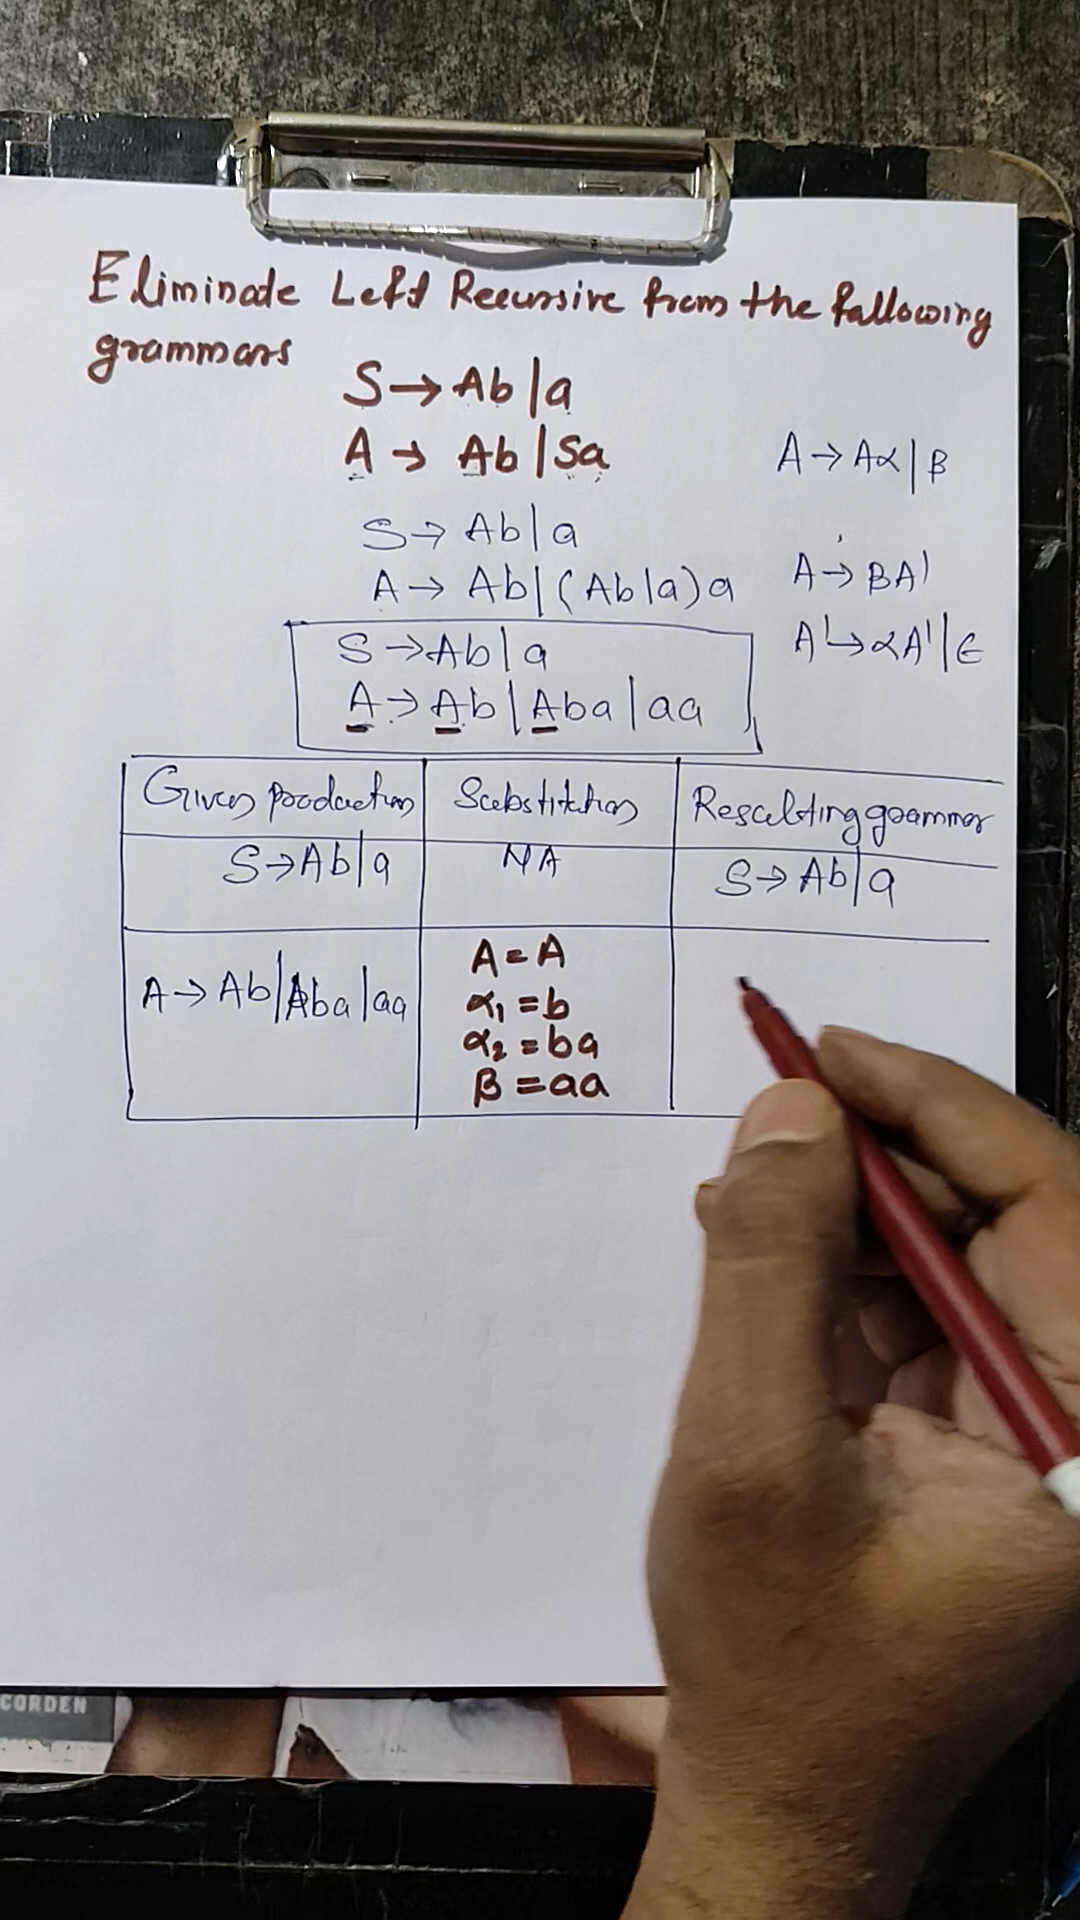 Eliminate Left Recursive from the following
grammars
S → Ab | a
A → Ab | Sa
A → Aα | β
S → Ab | a
A → Ab | (Ab | a) a
A → βA'
A' → αA' | ∈
S → Ab | a
A → Ab | Aba | aa
Given production
Substitution
Resulting grammar
S → Ab | a
NA
S → Ab | a
A → Ab | Aba | aa
A = A
α₁ = b
α₂ = ba
β = aa
CORDEN